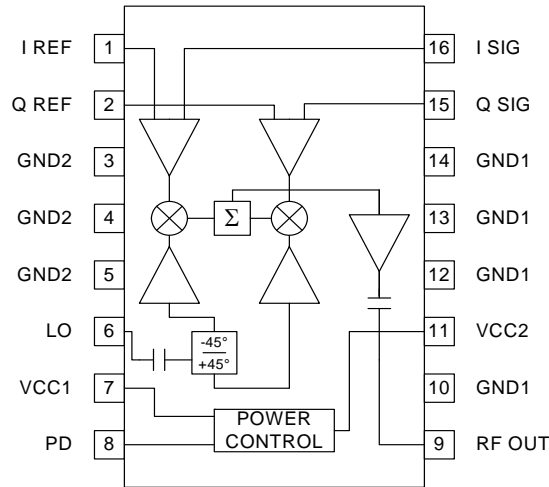 I REF 1 16 I SIG
Q REF 2 15 Q SIG
GND2 3 14 GND1
GND2 4 Σ 13 GND1
GND2 5 12 GND1
LO 6 -45° 11 VCC2
+45°
VCC1 7 10 GND1
POWER
PD 8 CONTROL 9 RF OUT